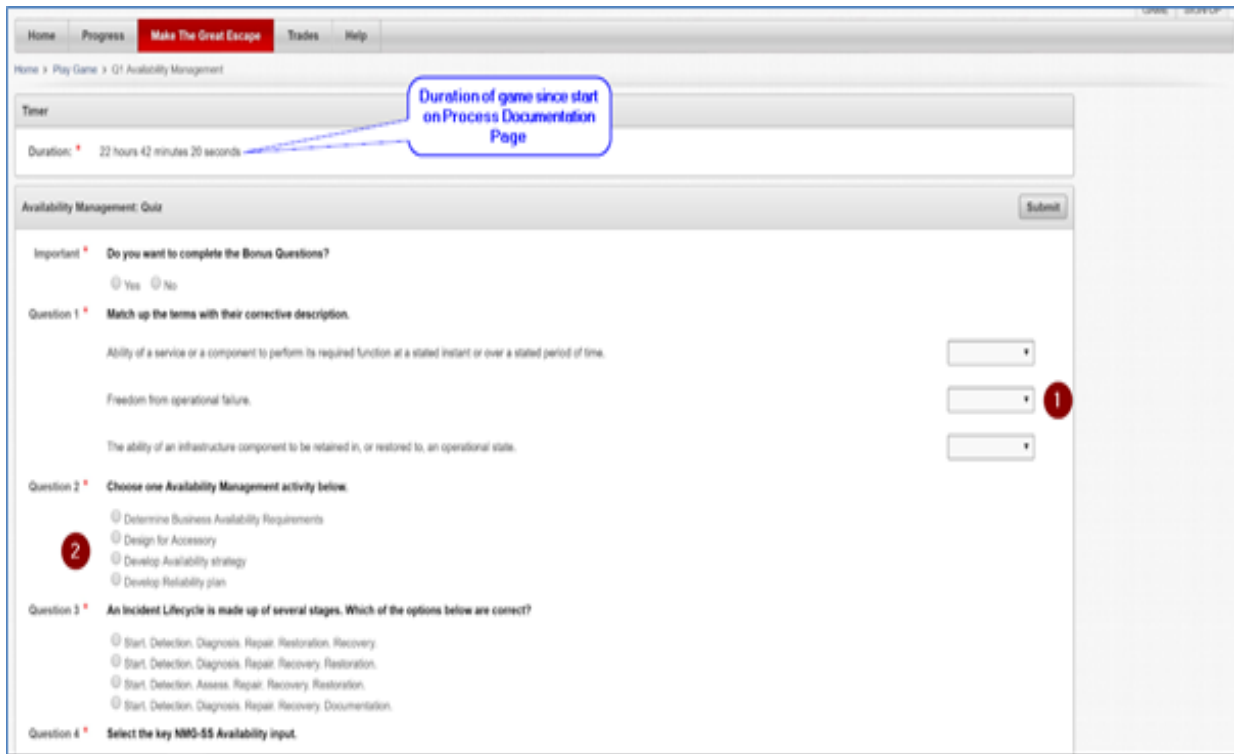 GAME SIGN UP
Home Progress Make The Great Escape Trades Help
Home > Play Game > Q1 Availability Management
Duration of game since start
on Process Documentation
Page
Timer
Duration: * 22 hours 42 minutes 20 seconds
Availability Management: Quiz Submit
Important * Do you want to complete the Bonus Questions?
Yes No
Question 1 * Match up the terms with their corrective description.
Ability of a service or a component to perform its required function at a stated instant or over a stated period of time.
Freedom from operational failure.
1
The ability of an infrastructure component to be retained in, or restored to, an operational state.
Question 2 * Choose one Availability Management activity below.
Determine Business Availability Requirements
Design for Accessory
2
Develop Availability strategy
Develop Reliability plan
Question 3 * An Incident Lifecycle is made up of several stages. Which of the options below are correct?
Start. Detection. Diagnosis. Repair. Restoration. Recovery.
Start. Detection. Diagnosis. Repair. Recovery. Restoration.
Start. Detection. Assess. Repair. Recovery. Restoration.
Start. Detection. Diagnosis. Repair. Recovery. Documentation.
Question 4 * Select the key NMG-SS Availability input.